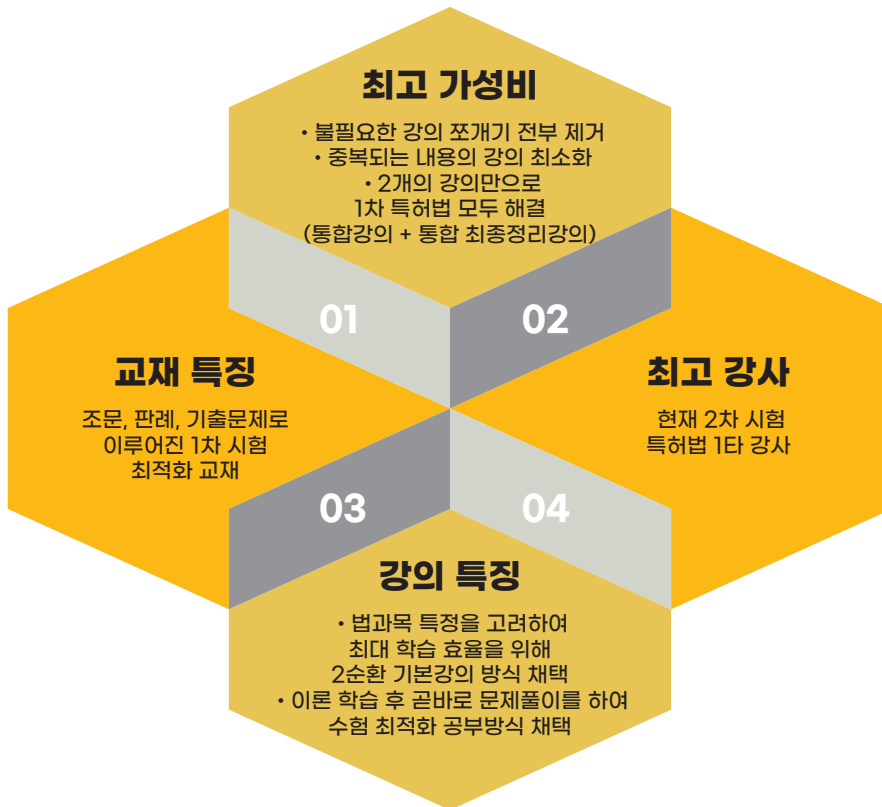 최고 가성비
• 불필요한 강의 쪼개기 전부 제거
• 중복되는 내용의 강의 최소화
• 2개의 강의만으로
1차 특허법 모두 해결
(통합강의 + 통합 최종정리강의)
01
02
교재 특징
조문, 판례, 기출문제로
이루어진 1차 시험
최적화 교재
최고 강사
현재 2차 시험
특허법 1타 강사
03
04
강의 특징
• 법과목 특정을 고려하여
최대 학습 효율을 위해
2순환 기본강의 방식 채택
• 이론 학습 후 곧바로 문제풀이를 하여
수험 최적화 공부방식 채택